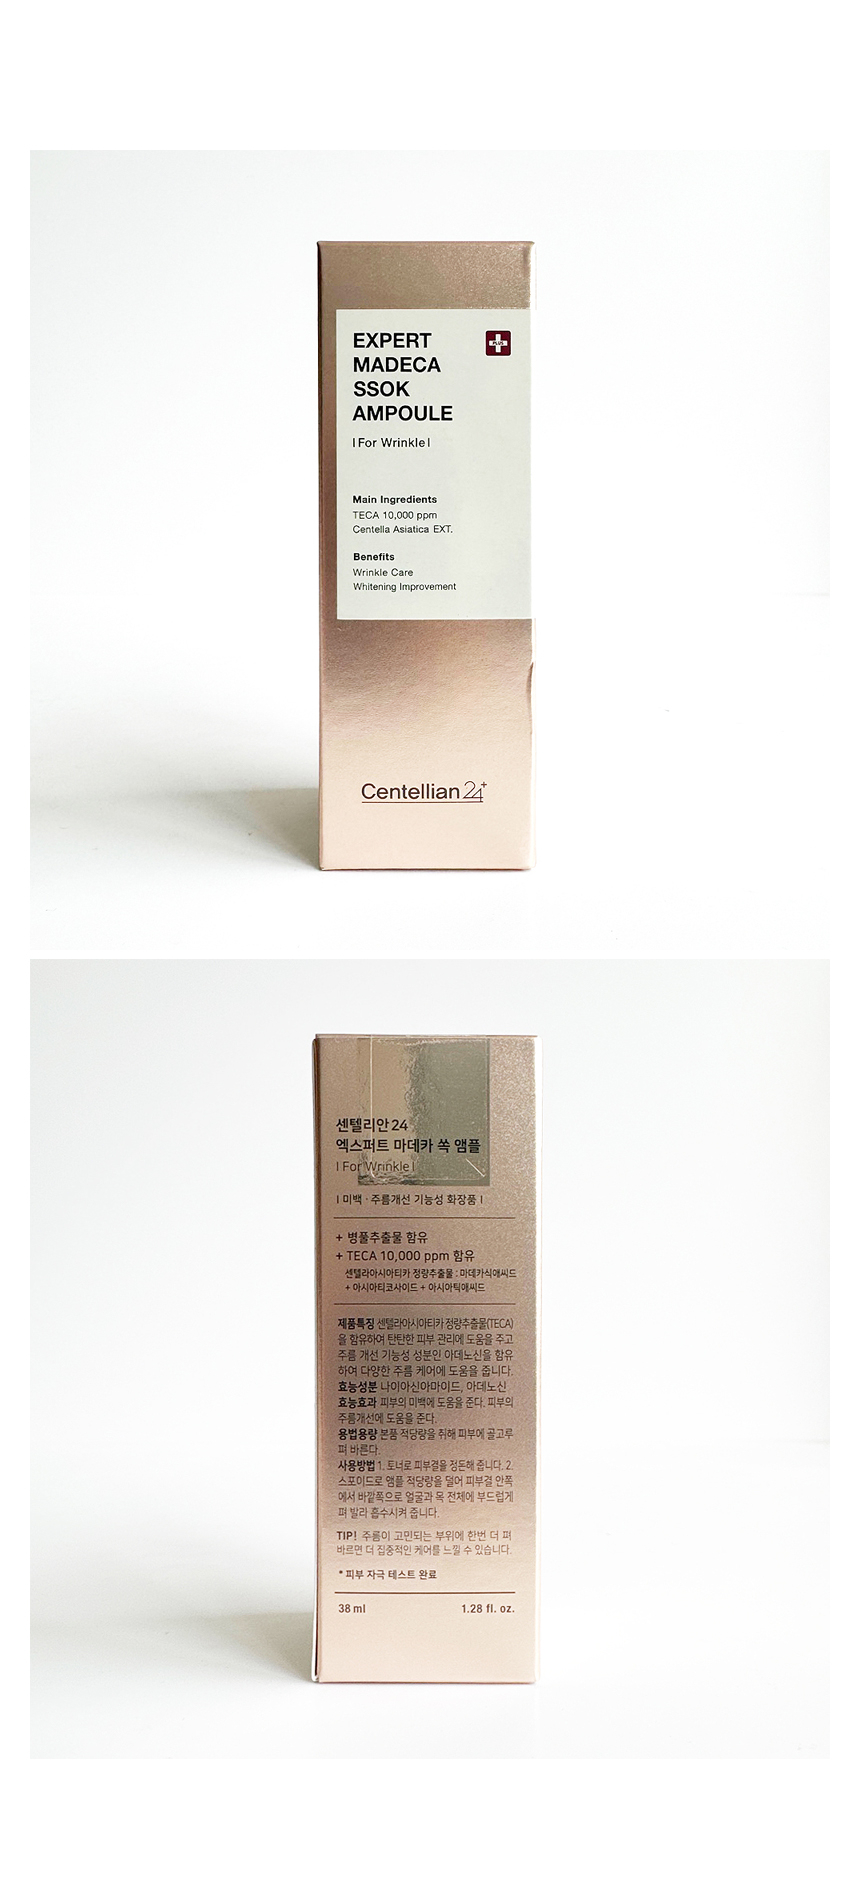 EXPERT
MADECA
SSOK
AMPOULE
PLUS
I For Wrinkle I
Main Ingredients
TECA 10,000 ppm
Centella Asiatica EXT.
Benefits
Wrinkle Care
Whitening Improvement
Centellian 24+
센텔리안24
엑스퍼트 마데카 쏙 앰플
I For Wrinkle I
I 미백 · 주름개선 기능성 화장품 I
+ 병풀추출물 함유
+ TECA 10,000 ppm 함유
센텔라아시아티카 정량추출물 : 마데카식애씨드
+ 아시아티코사이드 + 아시아틱애씨드
제품특징 센텔라아시아티카 정량추출물(TECA)
을 함유하여 탄탄한 피부 관리에 도움을 주고
주름 개선 기능성 성분인 아데노신을 함유
하여 다양한 주름 케어에 도움을 줍니다.
효능성분 나이아신아마이드, 아데노신
효능효과 피부의 미백에 도움을 준다. 피부의
주름개선에 도움을 준다.
용법용량 본품 적당량을 취해 피부에 골고루
펴 바른다.
사용방법 1. 토너로 피부결을 정돈해 줍니다. 2.
스포이드로 앰플 적당량을 덜어 피부결 안쪽
에서 바깥쪽으로 얼굴과 목 전체에 부드럽게
펴 발라 흡수시켜 줍니다.
TIP! 주름이 고민되는 부위에 한번 더 펴
바르면 더 집중적인 케어를 느낄 수 있습니다.
* 피부 자극 테스트 완료
38 ml 1.28 fl. oz.